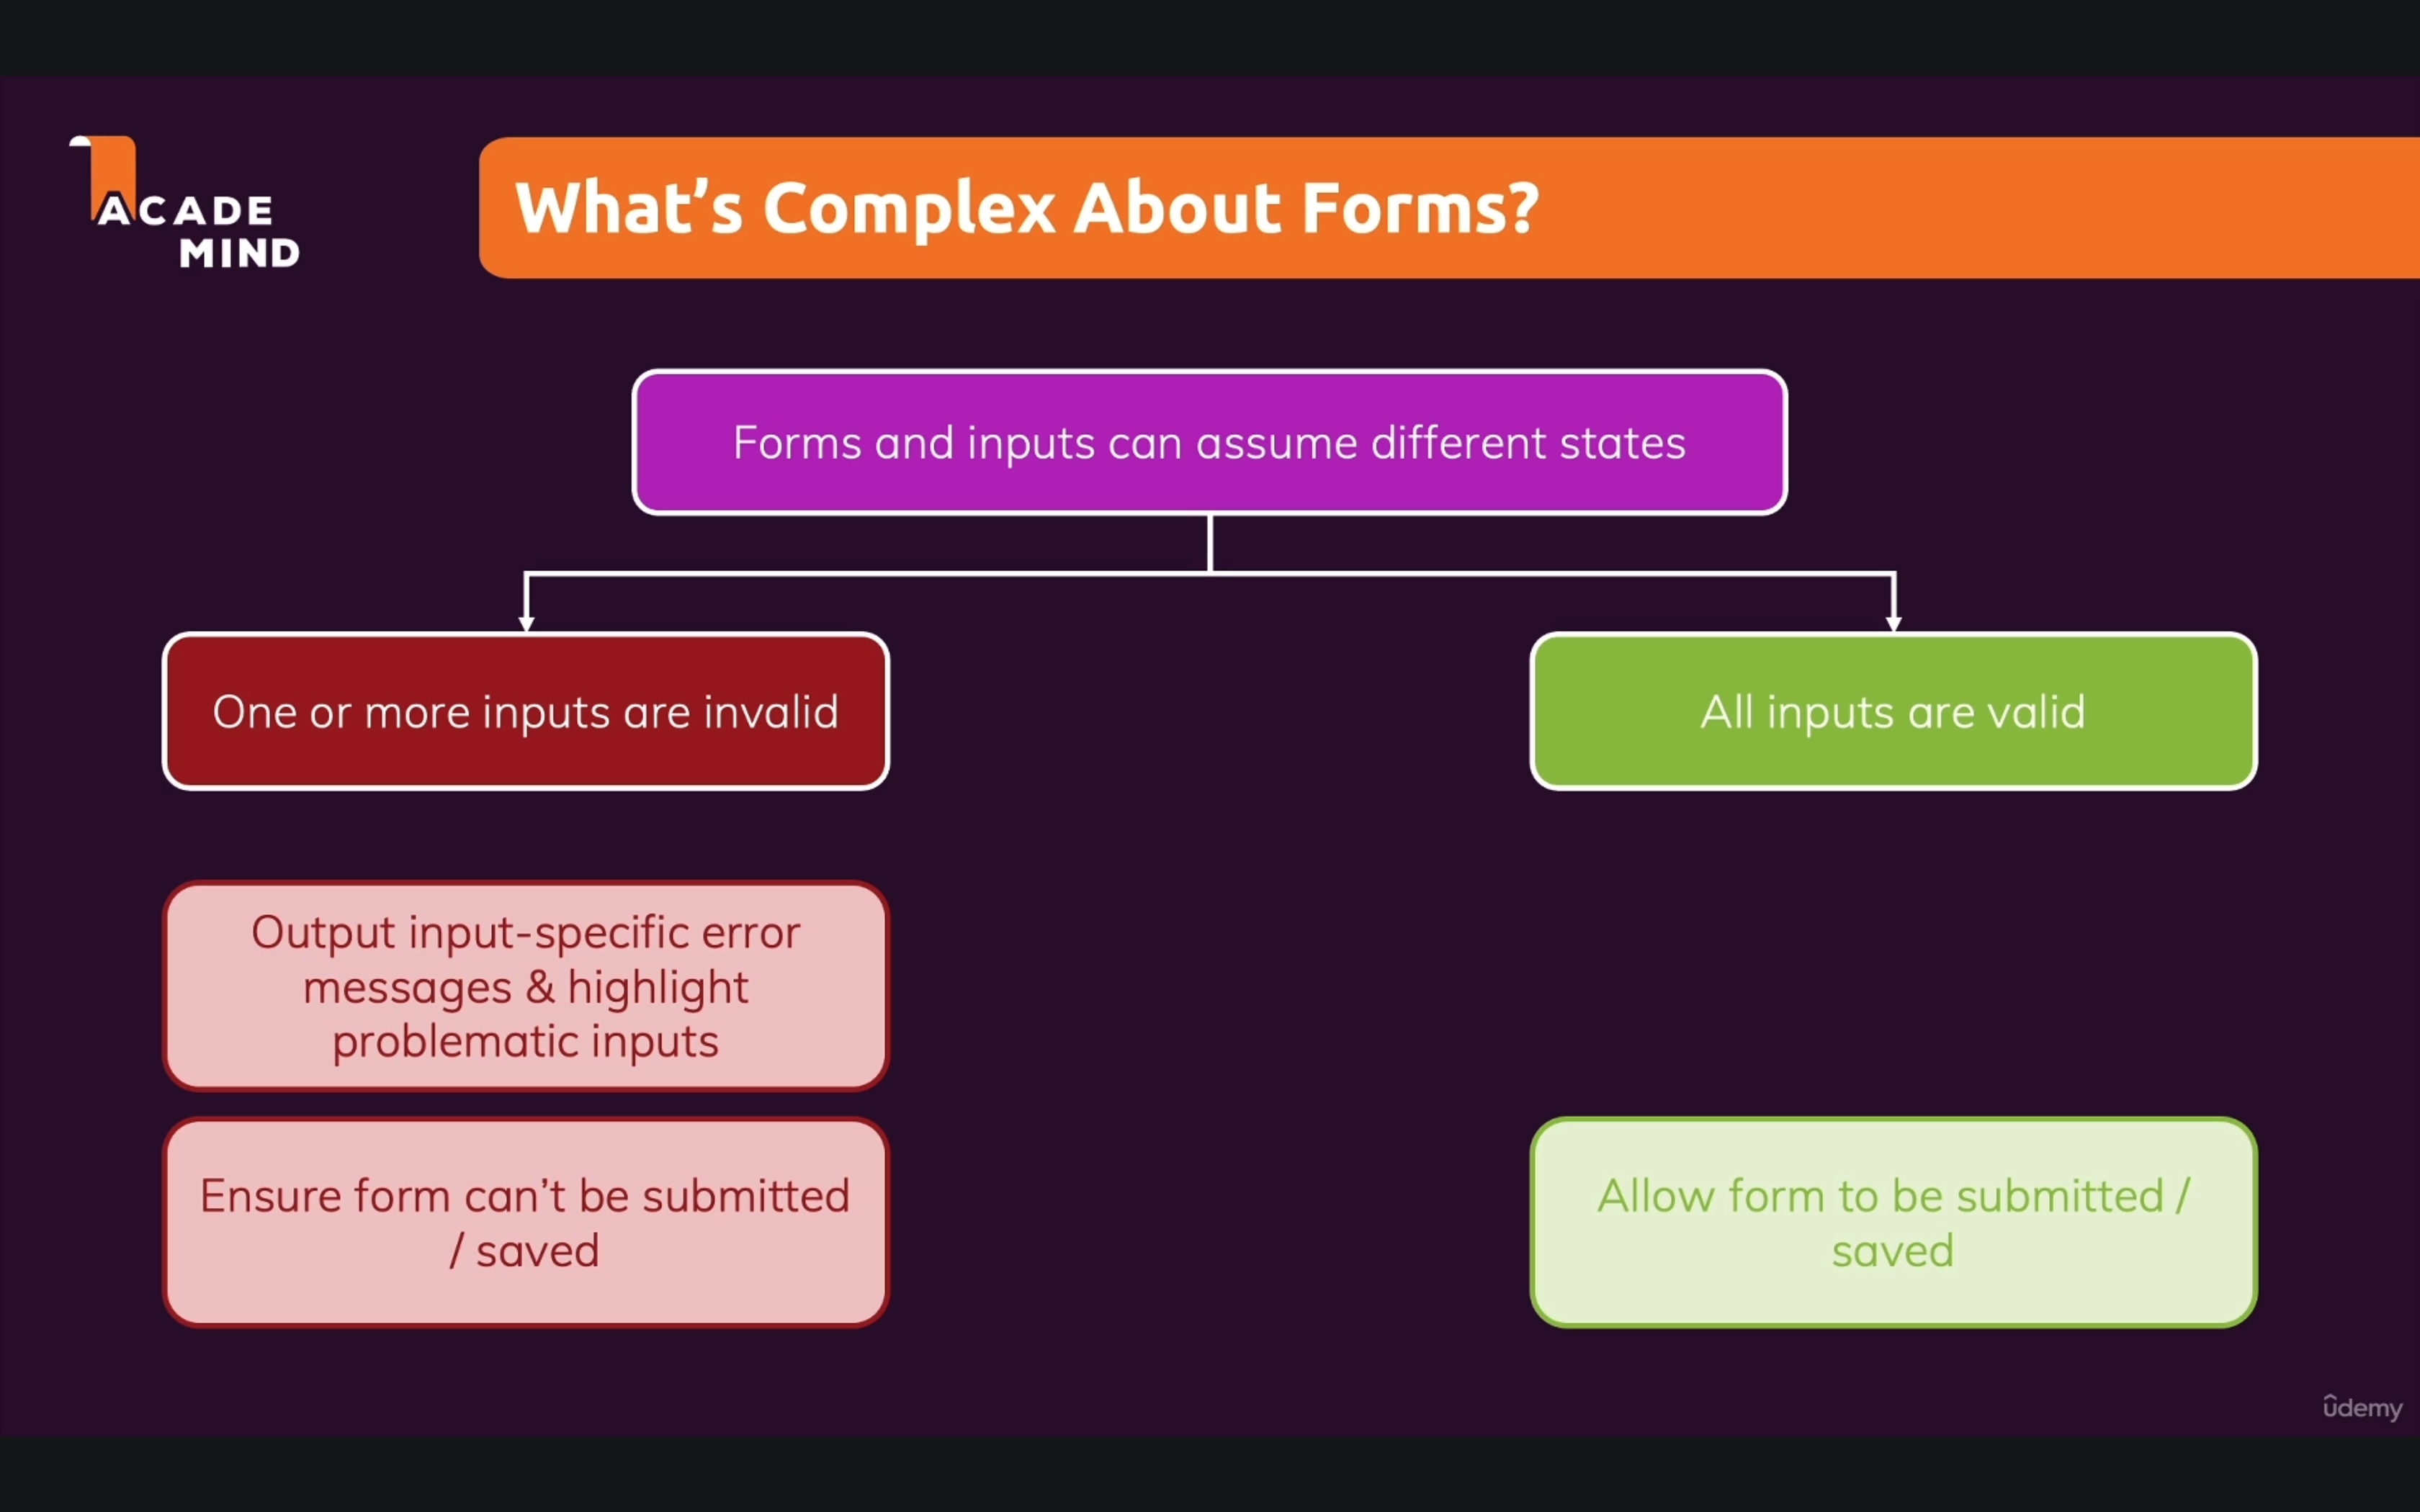 ACADE
MIND
What’s Complex About Forms?
Forms and inputs can assume different states
One or more inputs are invalid
All inputs are valid
Output input-specific error
messages & highlight
problematic inputs
Ensure form can’t be submitted
/ saved
Allow form to be submitted /
saved
ûdemy